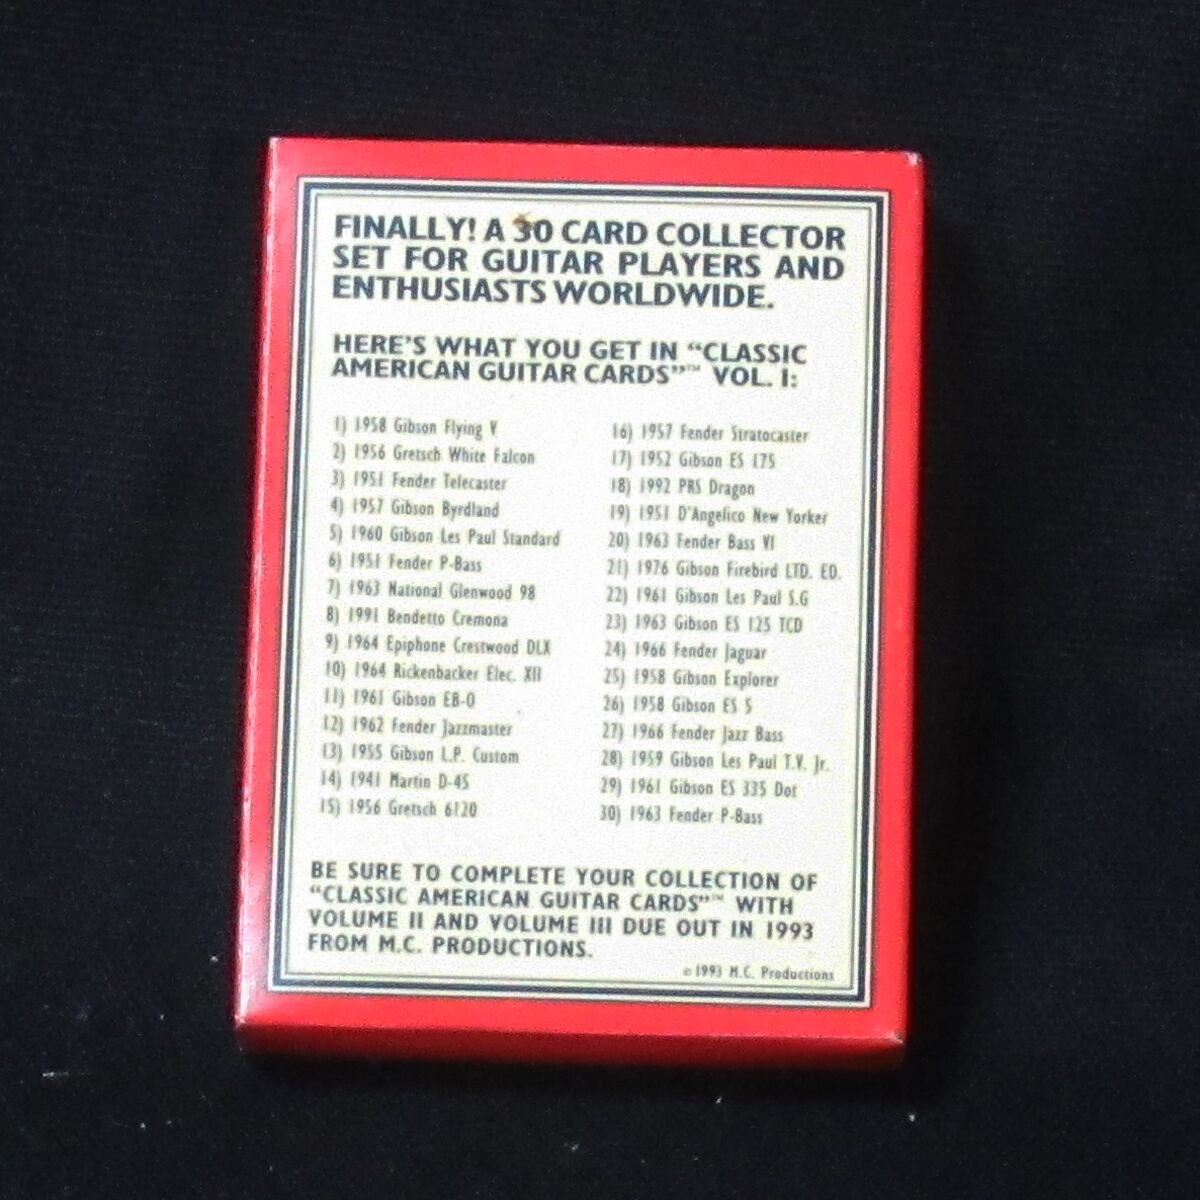 FINALLY! A 30 CARD COLLECTOR
SET FOR GUITAR PLAYERS AND
ENTHUSIASTS WORLDWIDE.
HERE'S WHAT YOU GET IN “CLASSIC
AMERICAN GUITAR CARDS”™ VOL. I:
1) 1958 Gibson Flying V
2) 1956 Gretsch White Falcon
3) 1951 Fender Telecaster
4) 1957 Gibson Byrdland
5) 1960 Gibson Les Paul Standard
6) 1951 Fender P-Bass
7) 1963 National Glenwood 98
8) 1991 Bendetto Cremona
9) 1964 Epiphone Crestwood DLX
10) 1964 Rickenbacker Elec. XII
11) 1961 Gibson EB-0
12) 1962 Fender Jazzmaster
13) 1955 Gibson L.P. Custom
14) 1941 Martin D-45
15) 1956 Gretsch 6120
16) 1957 Fender Stratocaster
17) 1952 Gibson ES 175
18) 1992 PRS Dragon
19) 1951 D'Angelico New Yorker
20) 1963 Fender Bass VI
21) 1976 Gibson Firebird LTD. ED.
22) 1961 Gibson Les Paul S.G
23) 1963 Gibson ES 125 TCD
24) 1966 Fender Jaguar
25) 1958 Gibson Explorer
26) 1958 Gibson ES 5
27) 1966 Fender Jazz Bass
28) 1959 Gibson Les Paul T.V. Jr.
29) 1961 Gibson ES 335 Dot
30) 1963 Fender P-Bass
BE SURE TO COMPLETE YOUR COLLECTION OF
“CLASSIC AMERICAN GUITAR CARDS”™ WITH
VOLUME II AND VOLUME III DUE OUT IN 1993
FROM M.C. PRODUCTIONS.
© 1993 M.C. Productions